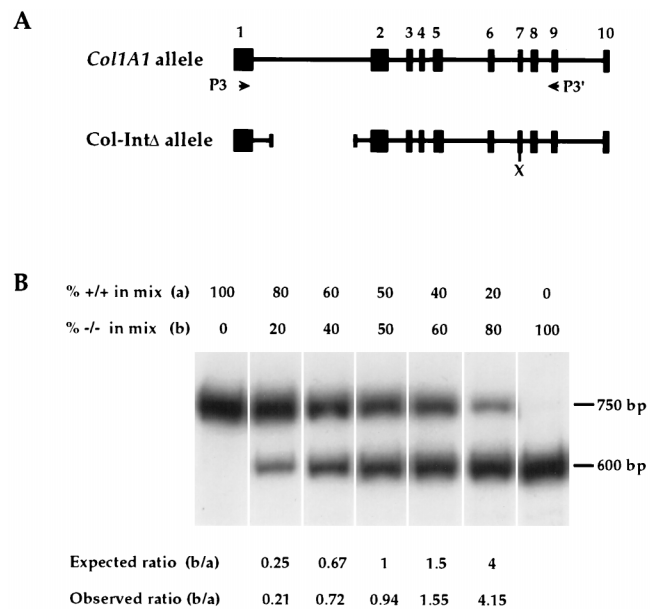 A
1 2 3 4 5 6 7 8 9 10
Col1A1 allele
P3 P3'
Col-IntΔ allele
X
B
% +/+ in mix (a) 100 80 60 50 40 20 0
% -/- in mix (b) 0 20 40 50 60 80 100
750 bp
600 bp
Expected ratio (b/a) 0.25 0.67 1 1.5 4
Observed ratio (b/a) 0.21 0.72 0.94 1.55 4.15